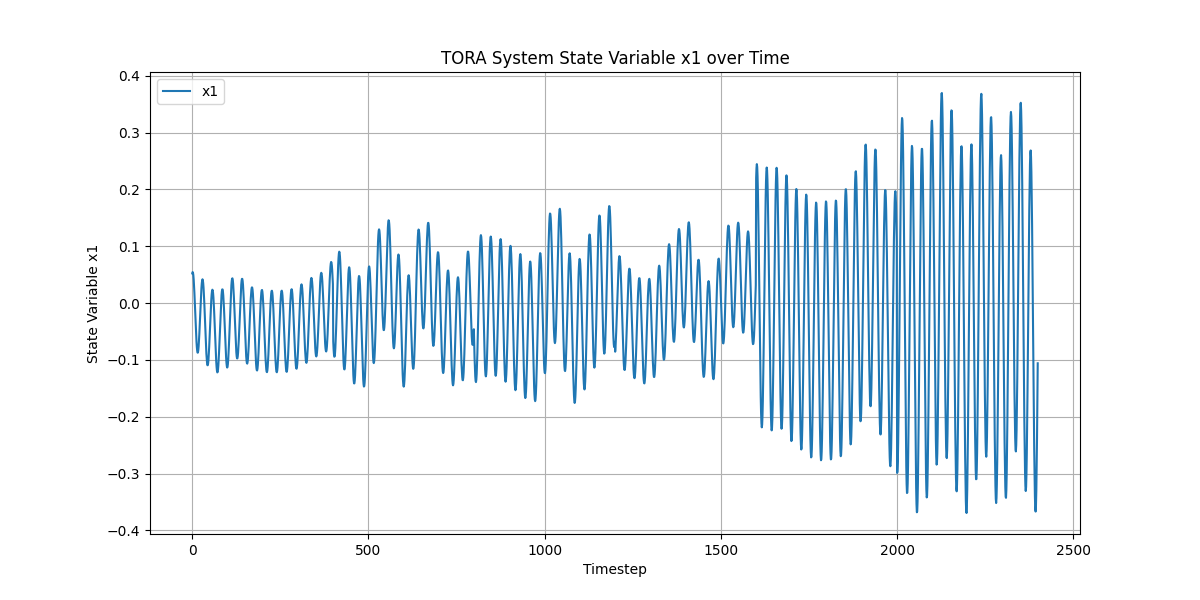 TORA System State Variable x1 over Time
x1
0.4
0.3
0.2
0.1
0.0
−0.1
−0.2
−0.3
−0.4
State Variable x1
0 500 1000 1500 2000 2500
Timestep